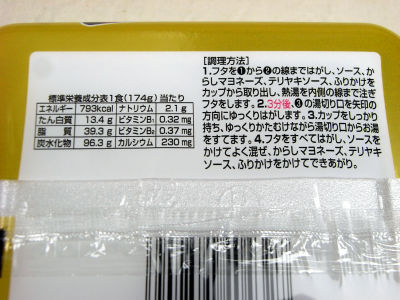 標準栄養成分表1食(174g)当たり
エネルギー 793kcal ナトリウム 2.1 g
たん白質 13.4 g ビタミンB₁ 0.32 mg
脂質 39.3 g ビタミンB₂ 0.37 mg
炭水化物 96.3 g カルシウム 230 mg
[調理方法]
1.フタを❶から❷の線まではがし、ソース、か
らしマヨネーズ、テリヤキソース、ふりかけを
カップから取り出し、熱湯を内側の線まで注ぎ
フタをします。2.3分後、❸の湯切り口を矢印の
方向にゆっくりはがします。3.カップをしっかり
持ち、ゆっくりかたむけながら湯切り口からお湯
をすてます。4.フタをすべてはがし、ソースを
かけてよく混ぜ、からしマヨネーズ、テリヤキ
ソース、ふりかけをかけてできあがり。